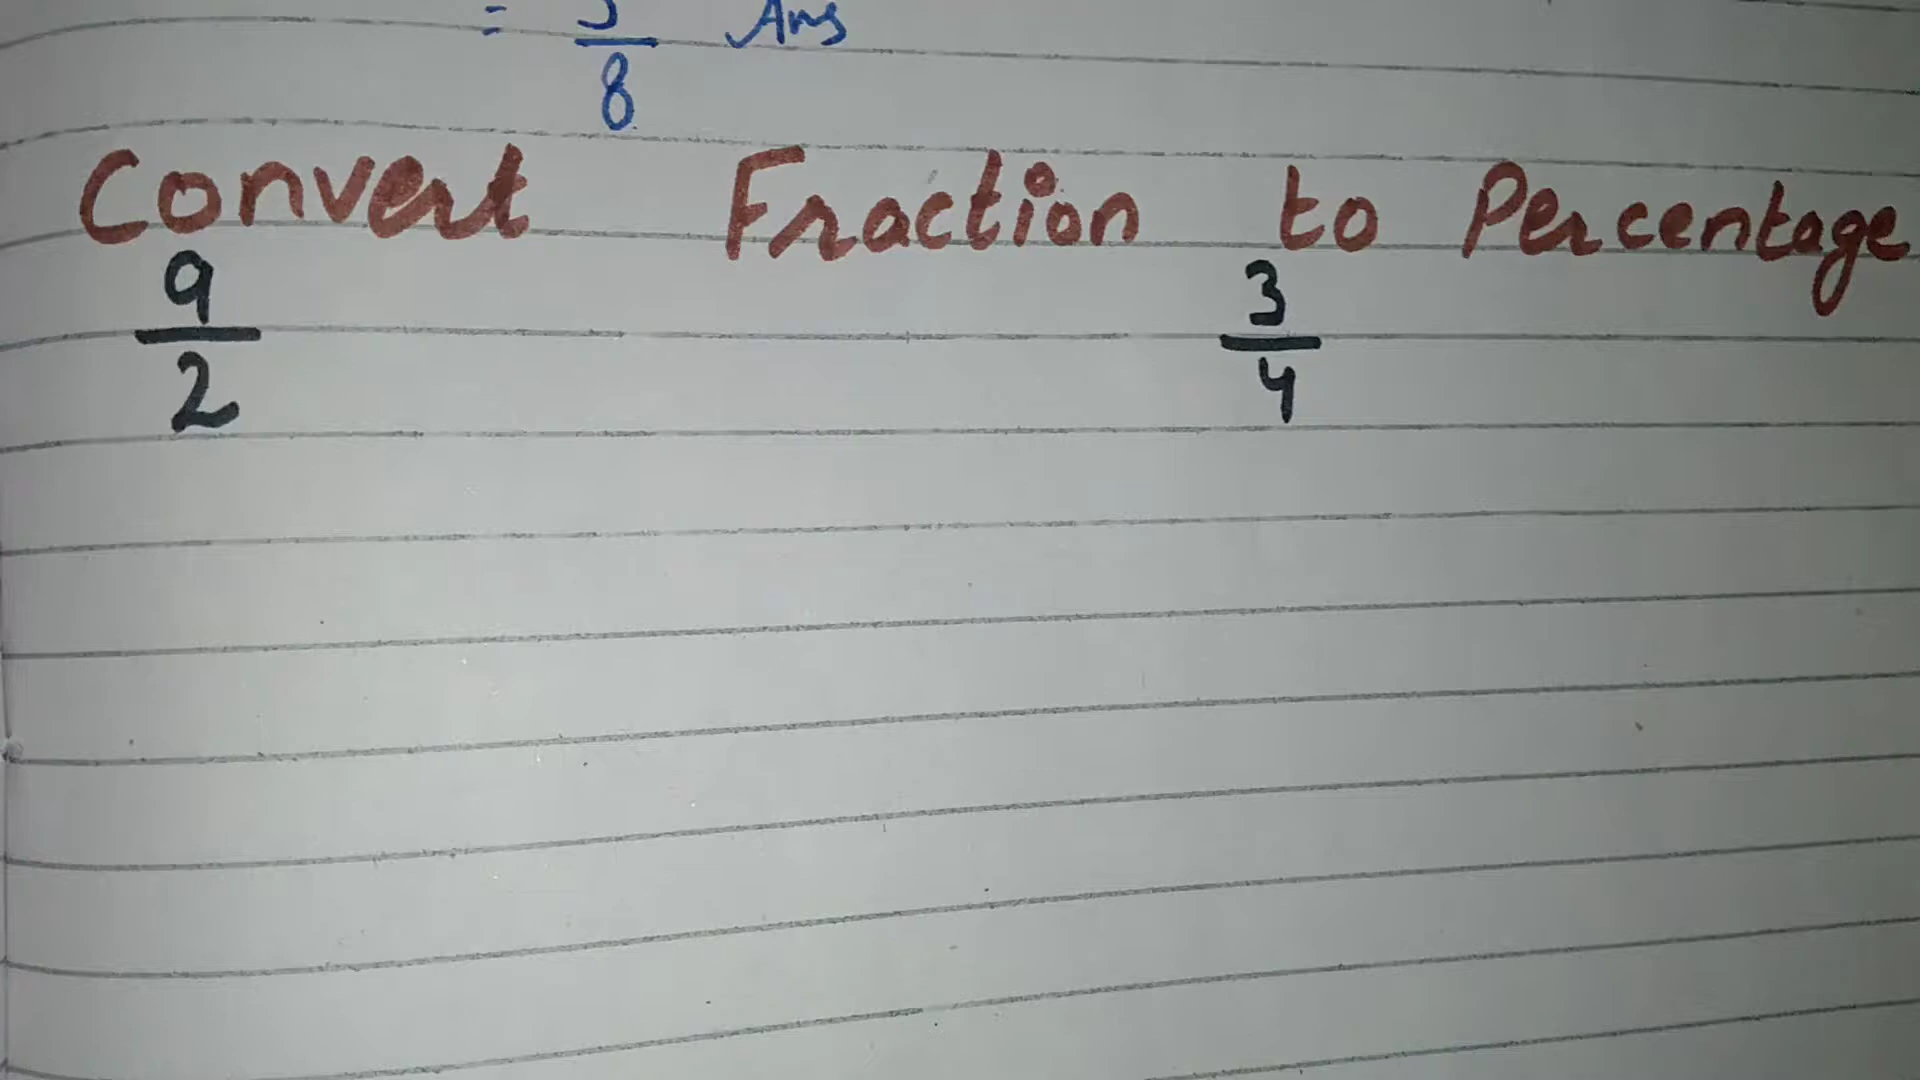 = /8 Ans
Convert Fraction to Percentage
9/2 3/4